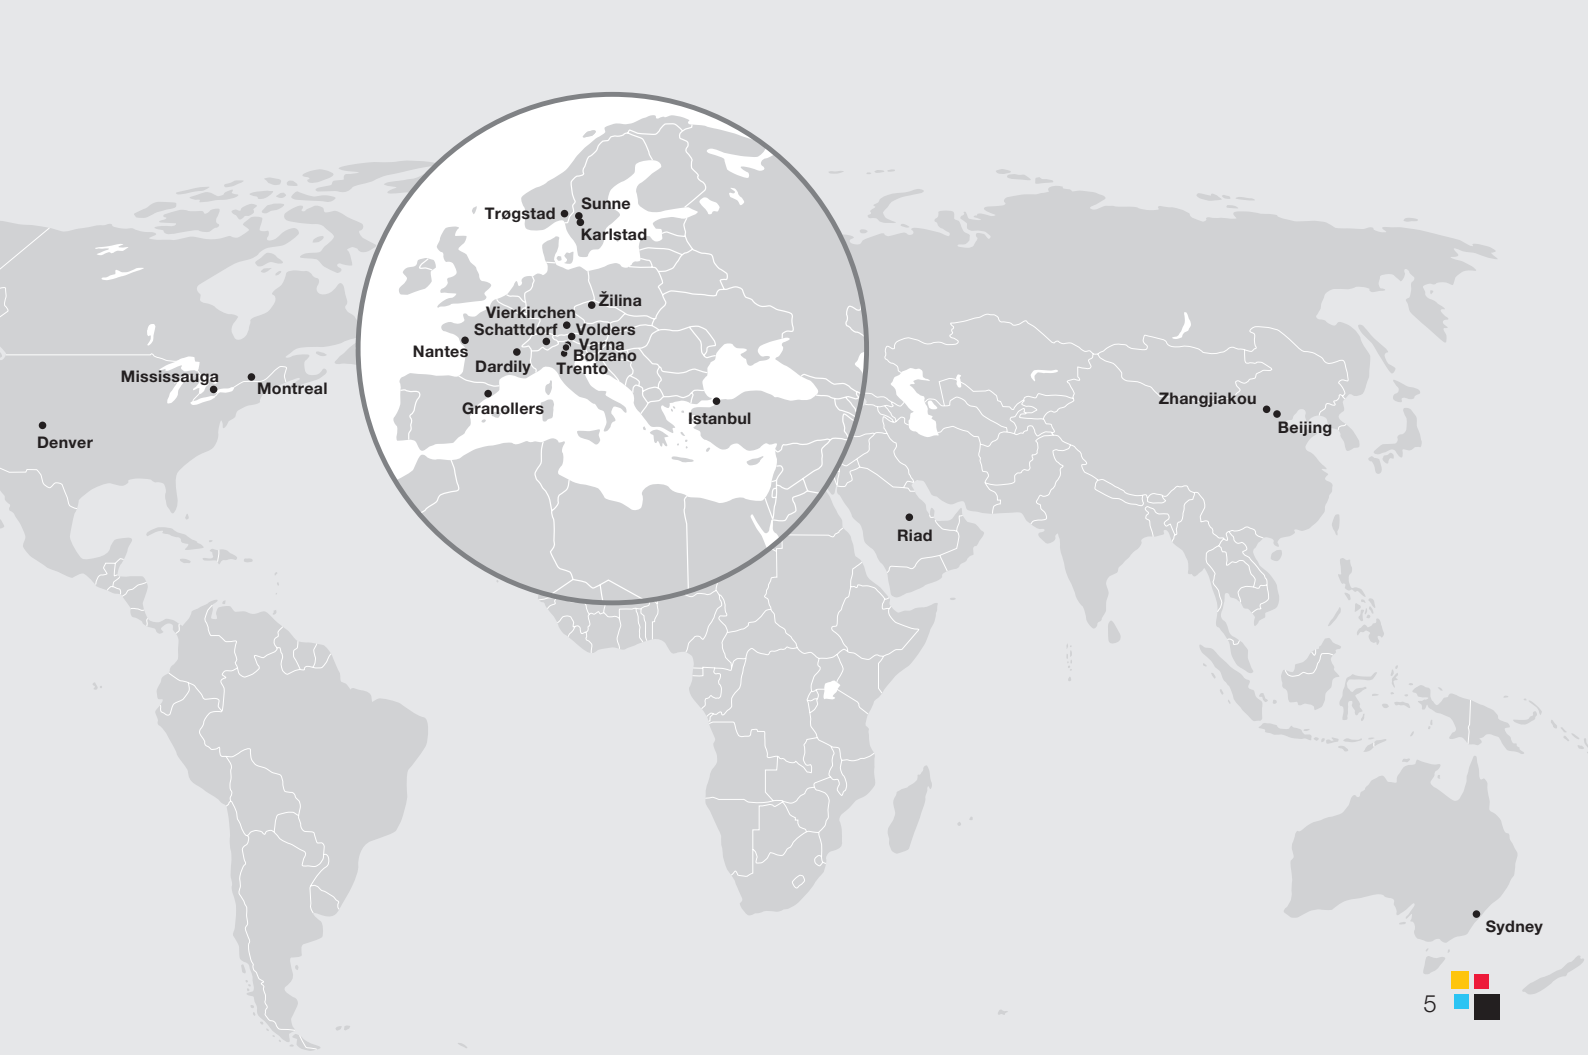 Sunne
Trøgstad
Karlstad
Žilina
Vierkirchen
Schattdorf
Volders
Varna
Nantes
Bolzano
Dardily
Trento
Mississauga
Montreal
Granollers
Istanbul
Denver
Zhangjiakou
Beijing
Riad
Sydney
5